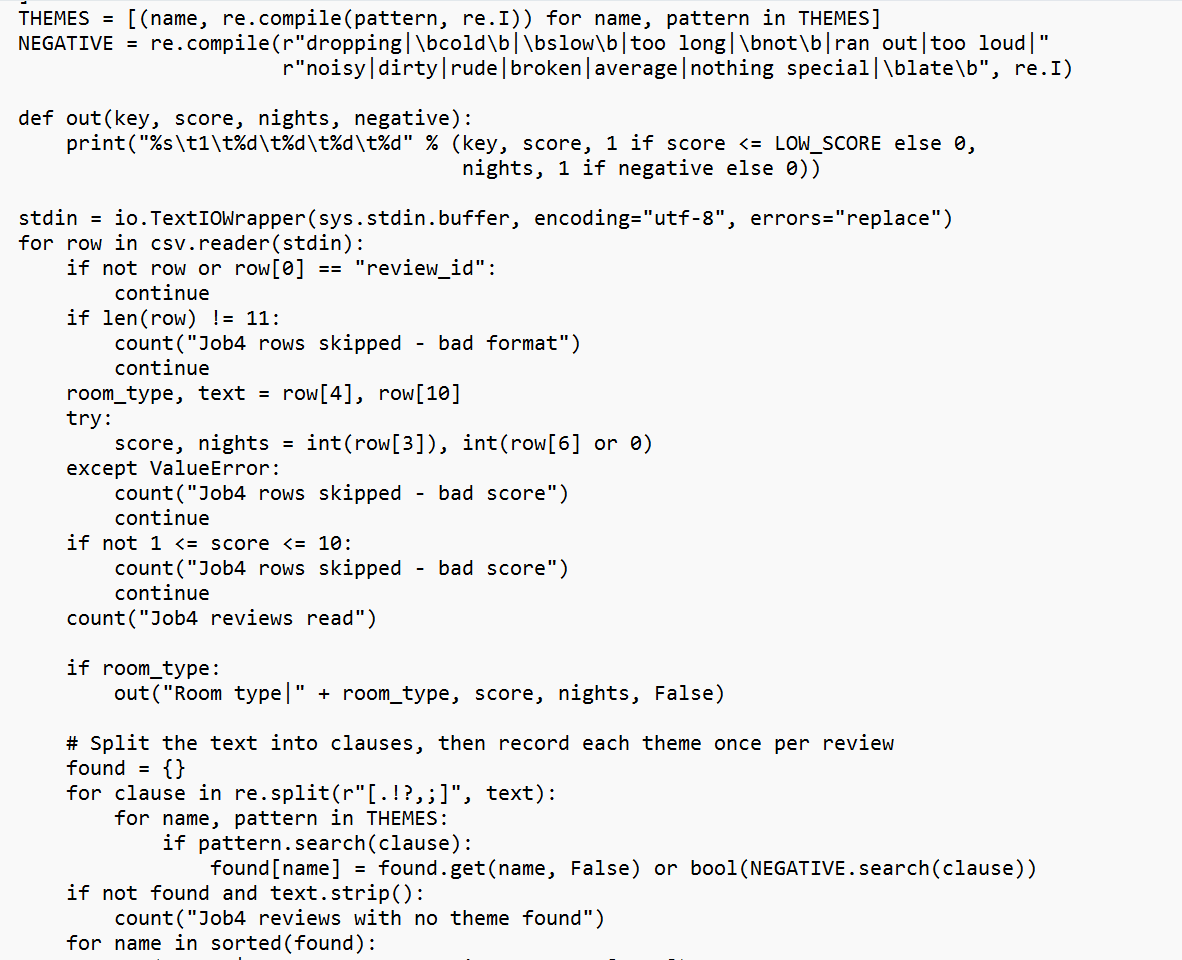 THEMES = [(name, re.compile(pattern, re.I)) for name, pattern in THEMES]
NEGATIVE = re.compile(r"dropping|\bcold\b|\bslow\b|too long|\bnot\b|ran out|too loud|"
                      r"noisy|dirty|rude|broken|average|nothing special|\blate\b", re.I)

def out(key, score, nights, negative):
    print("%s\t1\t%d\t%d\t%d\t%d" % (key, score, 1 if score <= LOW_SCORE else 0,
                                     nights, 1 if negative else 0))

stdin = io.TextIOWrapper(sys.stdin.buffer, encoding="utf-8", errors="replace")
for row in csv.reader(stdin):
    if not row or row[0] == "review_id":
        continue
    if len(row) != 11:
        count("Job4 rows skipped - bad format")
        continue
    room_type, text = row[4], row[10]
    try:
        score, nights = int(row[3]), int(row[6] or 0)
    except ValueError:
        count("Job4 rows skipped - bad score")
        continue
    if not 1 <= score <= 10:
        count("Job4 rows skipped - bad score")
        continue
    count("Job4 reviews read")

    if room_type:
        out("Room type|" + room_type, score, nights, False)

    # Split the text into clauses, then record each theme once per review
    found = {}
    for clause in re.split(r"[.!?,;]", text):
        for name, pattern in THEMES:
            if pattern.search(clause):
                found[name] = found.get(name, False) or bool(NEGATIVE.search(clause))
    if not found and text.strip():
        count("Job4 reviews with no theme found")
    for name in sorted(found):